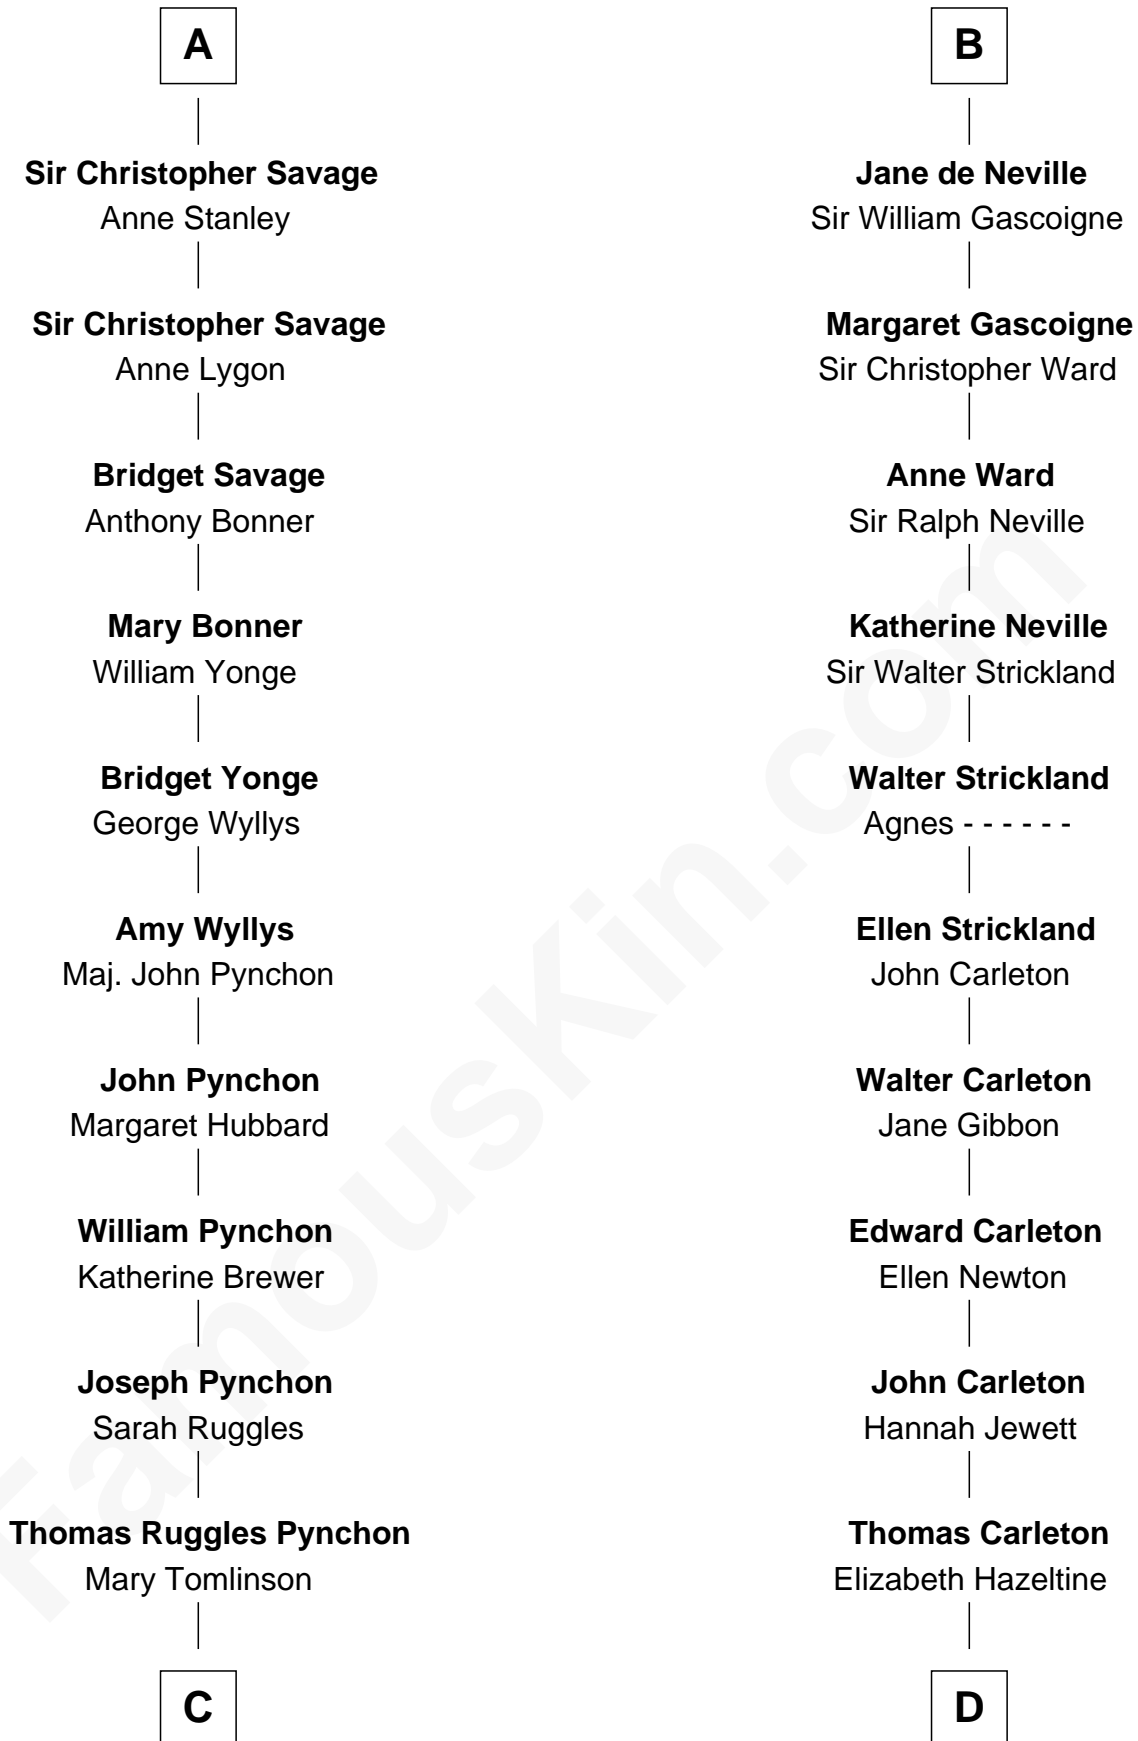 A
Sir Christopher Savage
Anne Stanley
Sir Christopher Savage
Anne Lygon
Bridget Savage
Anthony Bonner
Mary Bonner
William Yonge
Bridget Yonge
George Wyllys
Amy Wyllys
Maj. John Pynchon
John Pynchon
Margaret Hubbard
William Pynchon
Katherine Brewer
Joseph Pynchon
Sarah Ruggles
Thomas Ruggles Pynchon
Mary Tomlinson
C
B
Jane de Neville
Sir William Gascoigne
Margaret Gascoigne
Sir Christopher Ward
Anne Ward
Sir Ralph Neville
Katherine Neville
Sir Walter Strickland
Walter Strickland
Agnes - - - - - -
Ellen Strickland
John Carleton
Walter Carleton
Jane Gibbon
Edward Carleton
Ellen Newton
John Carleton
Hannah Jewett
Thomas Carleton
Elizabeth Hazeltine
D
FamousKin.com